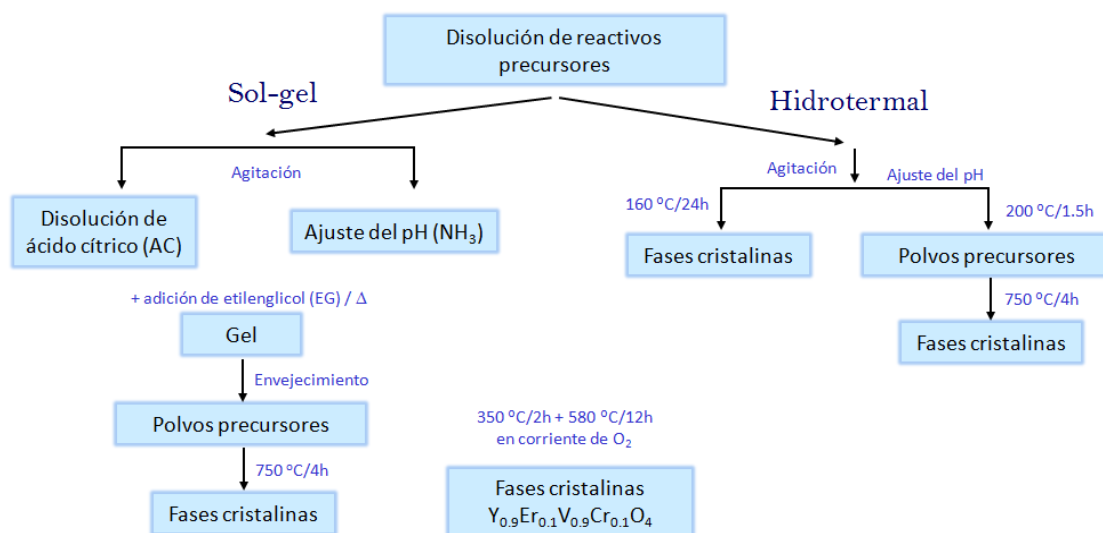 Disolución de reactivos
precursores
Sol-gel
Hidrotermal
Agitación
Agitación
Ajuste del pH
Disolución de
ácido cítrico (AC)
Ajuste del pH (NH₃)
160 ºC/24h
200 ºC/1.5h
Fases cristalinas
Polvos precursores
+ adición de etilenglicol (EG) / Δ
750 ºC/4h
Gel
Fases cristalinas
Envejecimiento
Polvos precursores
350 ºC/2h + 580 ºC/12h
en corriente de O₂
750 ºC/4h
Fases cristalinas
Fases cristalinas
Y₀.₉Er₀.₁V₀.₉Cr₀.₁O₄